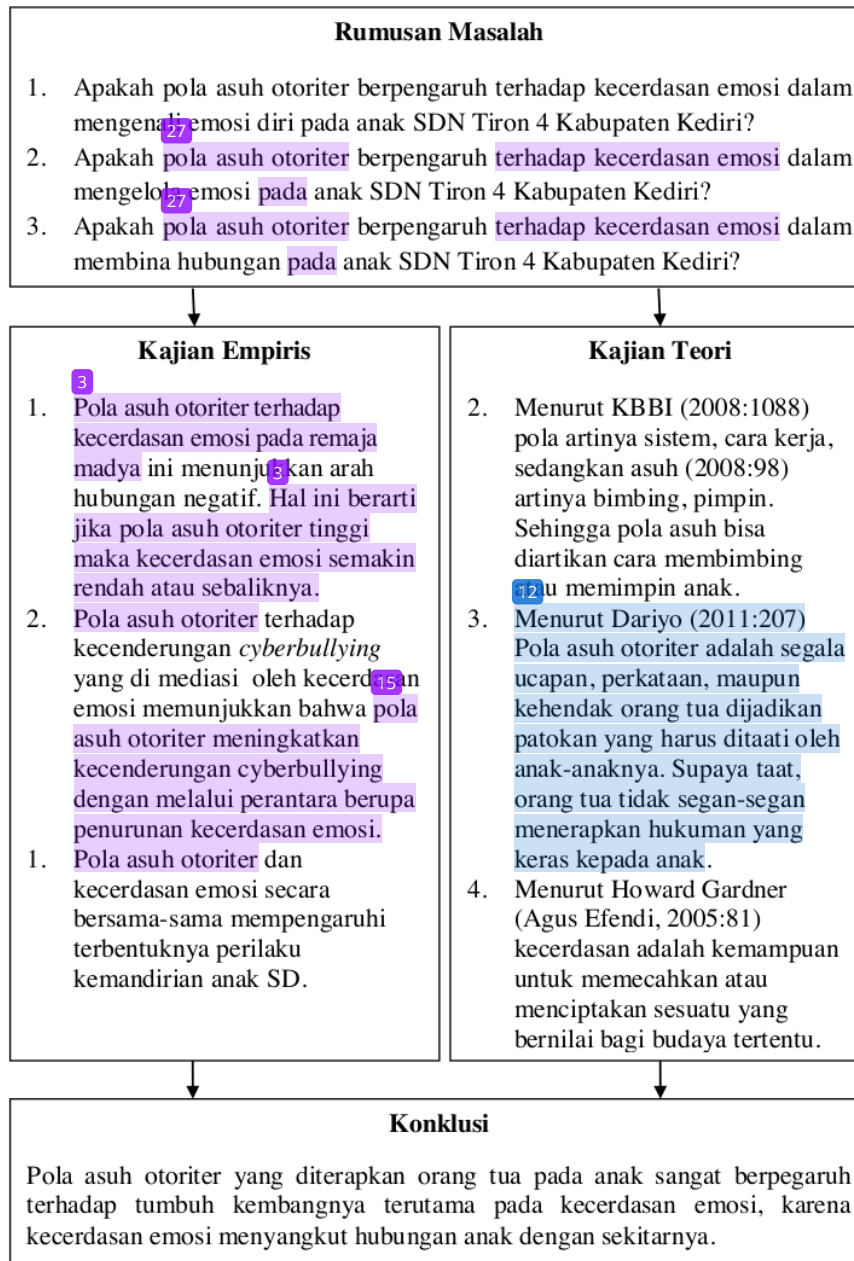 Rumusan Masalah
1. Apakah pola asuh otoriter berpengaruh terhadap kecerdasan emosi dalam
mengenali emosi diri pada anak SDN Tiron 4 Kabupaten Kediri?
27
2. Apakah pola asuh otoriter berpengaruh terhadap kecerdasan emosi dalam
mengelola emosi pada anak SDN Tiron 4 Kabupaten Kediri?
27
3. Apakah pola asuh otoriter berpengaruh terhadap kecerdasan emosi dalam
membina hubungan pada anak SDN Tiron 4 Kabupaten Kediri?
Kajian Empiris
3
1. Pola asuh otoriter terhadap
kecerdasan emosi pada remaja
madya ini menunjukkan arah
3
hubungan negatif. Hal ini berarti
jika pola asuh otoriter tinggi
maka kecerdasan emosi semakin
rendah atau sebaliknya.
2. Pola asuh otoriter terhadap
kecenderungan cyberbullying
yang di mediasi oleh kecerdasan
15
emosi memunjukkan bahwa pola
asuh otoriter meningkatkan
kecenderungan cyberbullying
dengan melalui perantara berupa
penurunan kecerdasan emosi.
1. Pola asuh otoriter dan
kecerdasan emosi secara
bersama-sama mempengaruhi
terbentuknya perilaku
kemandirian anak SD.
Kajian Teori
2. Menurut KBBI (2008:1088)
pola artinya sistem, cara kerja,
sedangkan asuh (2008:98)
artinya bimbing, pimpin.
Sehingga pola asuh bisa
diartikan cara membimbing
atau memimpin anak.
12
3. Menurut Dariyo (2011:207)
Pola asuh otoriter adalah segala
ucapan, perkataan, maupun
kehendak orang tua dijadikan
patokan yang harus ditaati oleh
anak-anaknya. Supaya taat,
orang tua tidak segan-segan
menerapkan hukuman yang
keras kepada anak.
4. Menurut Howard Gardner
(Agus Efendi, 2005:81)
kecerdasan adalah kemampuan
untuk memecahkan atau
menciptakan sesuatu yang
bernilai bagi budaya tertentu.
Konklusi
Pola asuh otoriter yang diterapkan orang tua pada anak sangat berpegaruh
terhadap tumbuh kembangnya terutama pada kecerdasan emosi, karena
kecerdasan emosi menyangkut hubungan anak dengan sekitarnya.